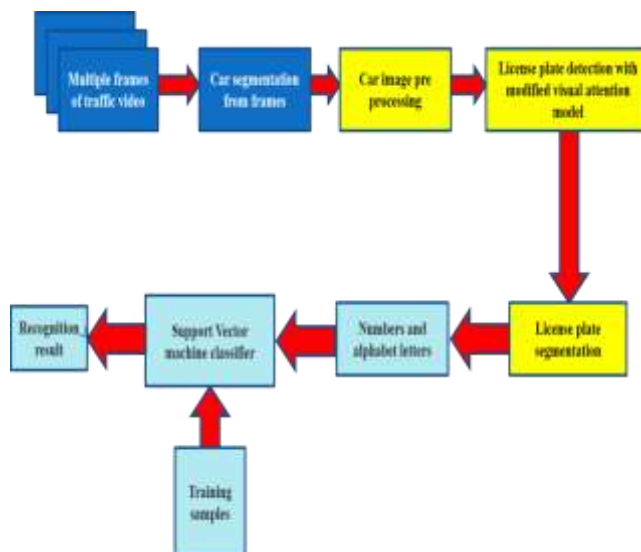 Multiple frames
of traffic video
Car segmentation
from frames
Car image pre
processing
License plate detection with
modified visual attention
model
License plate
segmentation
Numbers and
alphabet letters
Support Vector
machine classifier
Recognition
result
Training
samples